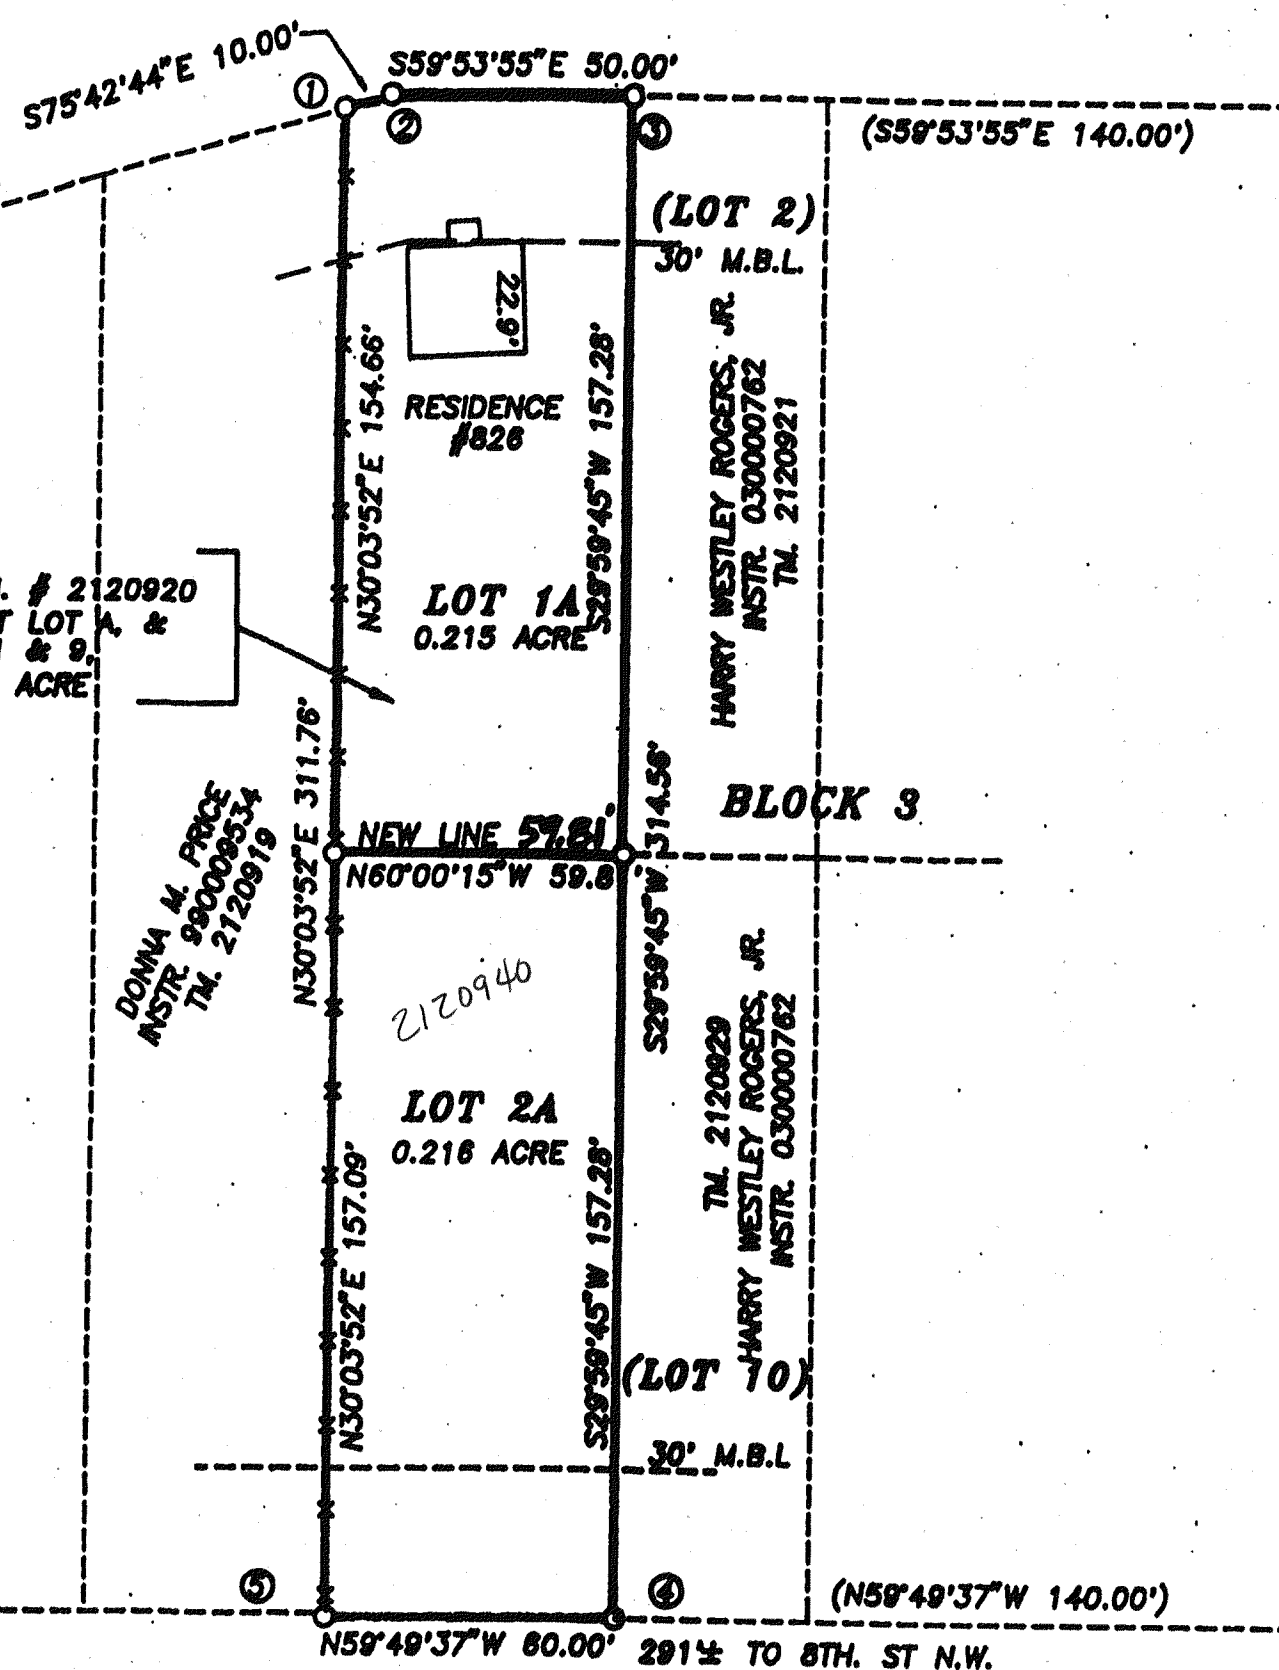 S75°42'44"E 10.00'
S59°53'55"E 50.00'
1
2
3
(S59°53'55"E 140.00')
(LOT 2)
30' M.B.L.
22.9'
RESIDENCE
#826
N30°03'52"E 154.66'
S29°59'45"W 157.28'
HARRY WESTLEY ROGERS, JR.
INSTR. 030000762
TM. 2120921
LOT 1A
0.215 ACRE
. # 2120920
T LOT A, &
& 9,
ACRE
N30°03'52"E 311.76'
S29°59'45"W 314.56'
BLOCK 3
NEW LINE 59.81'
N60°00'15"W 59.8 '
DONNA M. PRICE
INSTR. 990009534
TM. 2120919
2120940
LOT 2A
0.216 ACRE
N30°03'52"E 157.09'
S29°59'45"W 157.28'
TM. 2120929
HARRY WESTLEY ROGERS, JR.
INSTR. 030000762
(LOT 10)
30' M.B.L
5
4
(N59°49'37"W 140.00')
N59°49'37"W 60.00'
291'± TO 8TH. ST N.W.